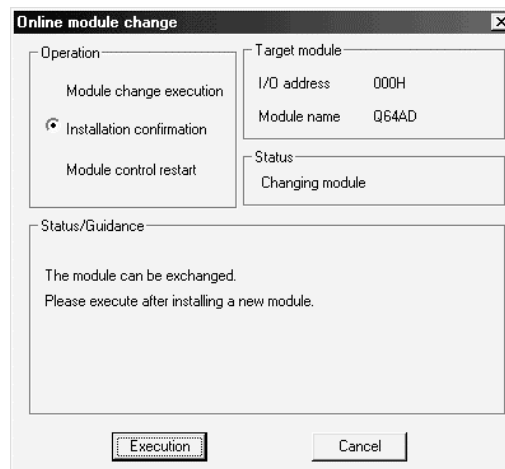 Online module change
Operation
Module change execution
Installation confirmation
Module control restart
Target module
I/O address 000H
Module name Q64AD
Status
Changing module
Status/Guidance
The module can be exchanged.
Please execute after installing a new module.
Execution Cancel